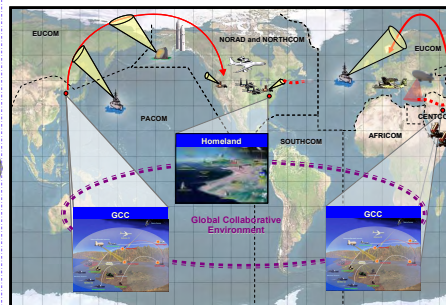 EUCOM
NORAD and NORTHCOM
EUCOM
PACOM
CENTCO
AFRICOM
SOUTHCOM
Homeland
GCC
GCC
Global Collaborative
Environment